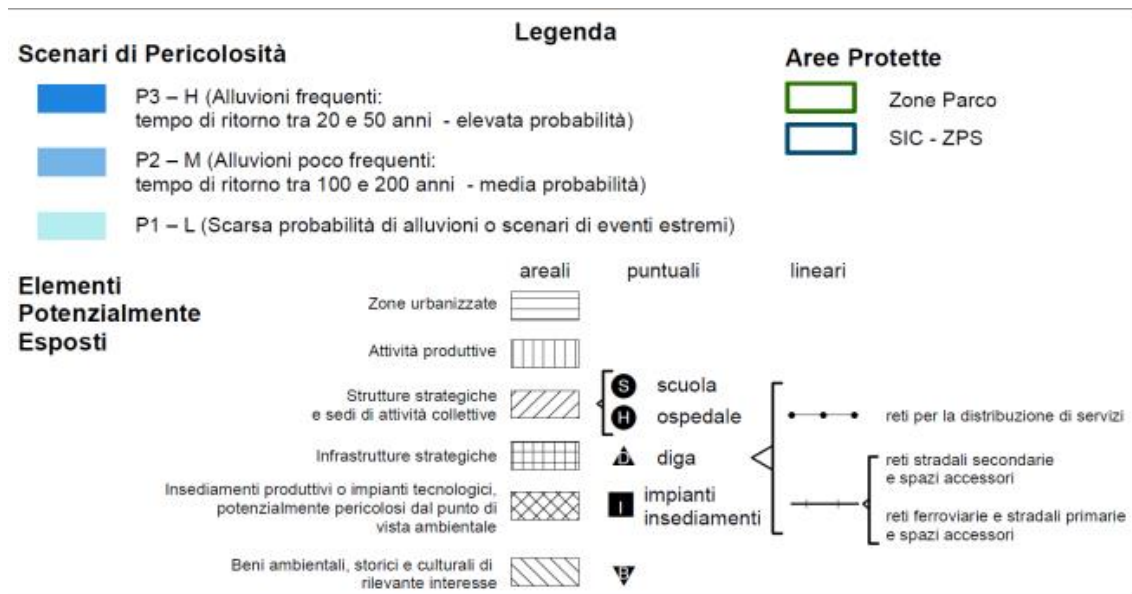 Legenda
Scenari di Pericolosità
P3 – H (Alluvioni frequenti:
tempo di ritorno tra 20 e 50 anni - elevata probabilità)
P2 – M (Alluvioni poco frequenti:
tempo di ritorno tra 100 e 200 anni - media probabilità)
P1 – L (Scarsa probabilità di alluvioni o scenari di eventi estremi)
Aree Protette
Zone Parco
SIC - ZPS
Elementi
Potenzialmente
Esposti
areali
puntuali
lineari
Zone urbanizzate
Attività produttive
Strutture strategiche
e sedi di attività collettive
S scuola
H ospedale
Infrastrutture strategiche
D diga
Insediamenti produttivi o impianti tecnologici,
potenzialmente pericolosi dal punto di
vista ambientale
I impianti
insediamenti
Beni ambientali, storici e culturali di
rilevante interesse
B
reti per la distribuzione di servizi
reti stradali secondarie
e spazi accessori
reti ferroviarie e stradali primarie
e spazi accessori